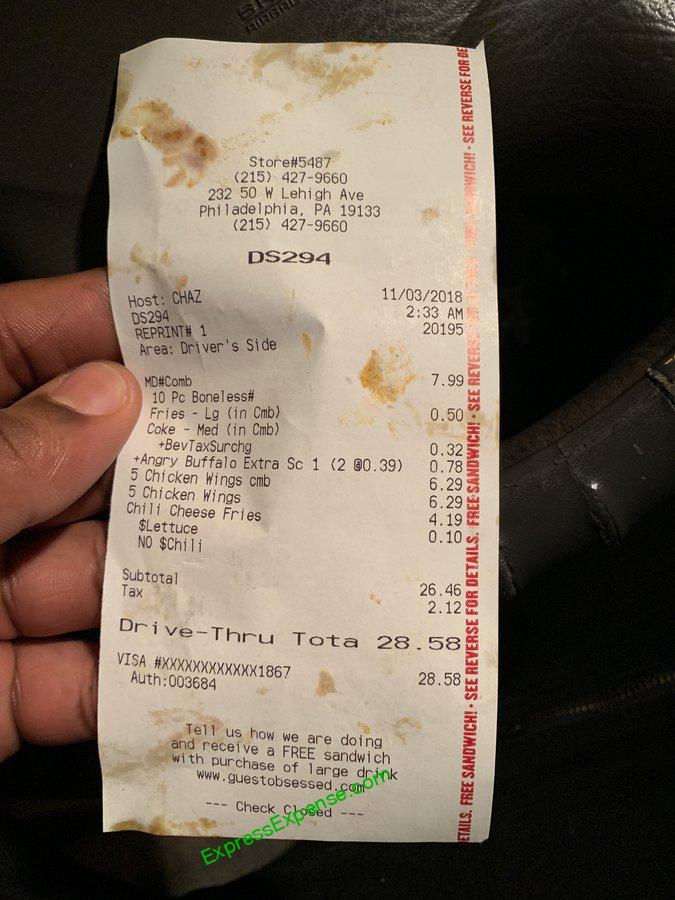 Store#5487
(215) 427-9660
232 50 W Lehigh Ave
Philadelphia, PA 19133
(215) 427-9660
DS294
Host: CHAZ 11/03/2018
DS294 2:33 AM
REPRINT# 1 20195
Area: Driver's Side
MD#Comb 7.99
10 Pc Boneless#
Fries - Lg (in Cmb) 0.50
Coke - Med (in Cmb)
+BevTaxSurchg 0.32
+Angry Buffalo Extra Sc 1 (2 @0.39) 0.78
5 Chicken Wings cmb 6.29
5 Chicken Wings 6.29
Chili Cheese Fries 4.19
$Lettuce 0.10
NO $Chili
Subtotal 26.46
Tax 2.12
Drive-Thru Tota 28.58
VISA #XXXXXXXXXXXX1867 28.58
Auth:003684
Tell us how we are doing
and receive a FREE sandwich
with purchase of large drink
www.guestobsessed.com
--- Check Closed ---
ExpressExpense.com
ETAILS. FREE SANDWICH! · SEE REVERSE FOR DETAILS. FREE SANDWICH! · SEE REVERSE FOR DETAILS. FREE SANDWICH! · SEE REVERSE FOR DE